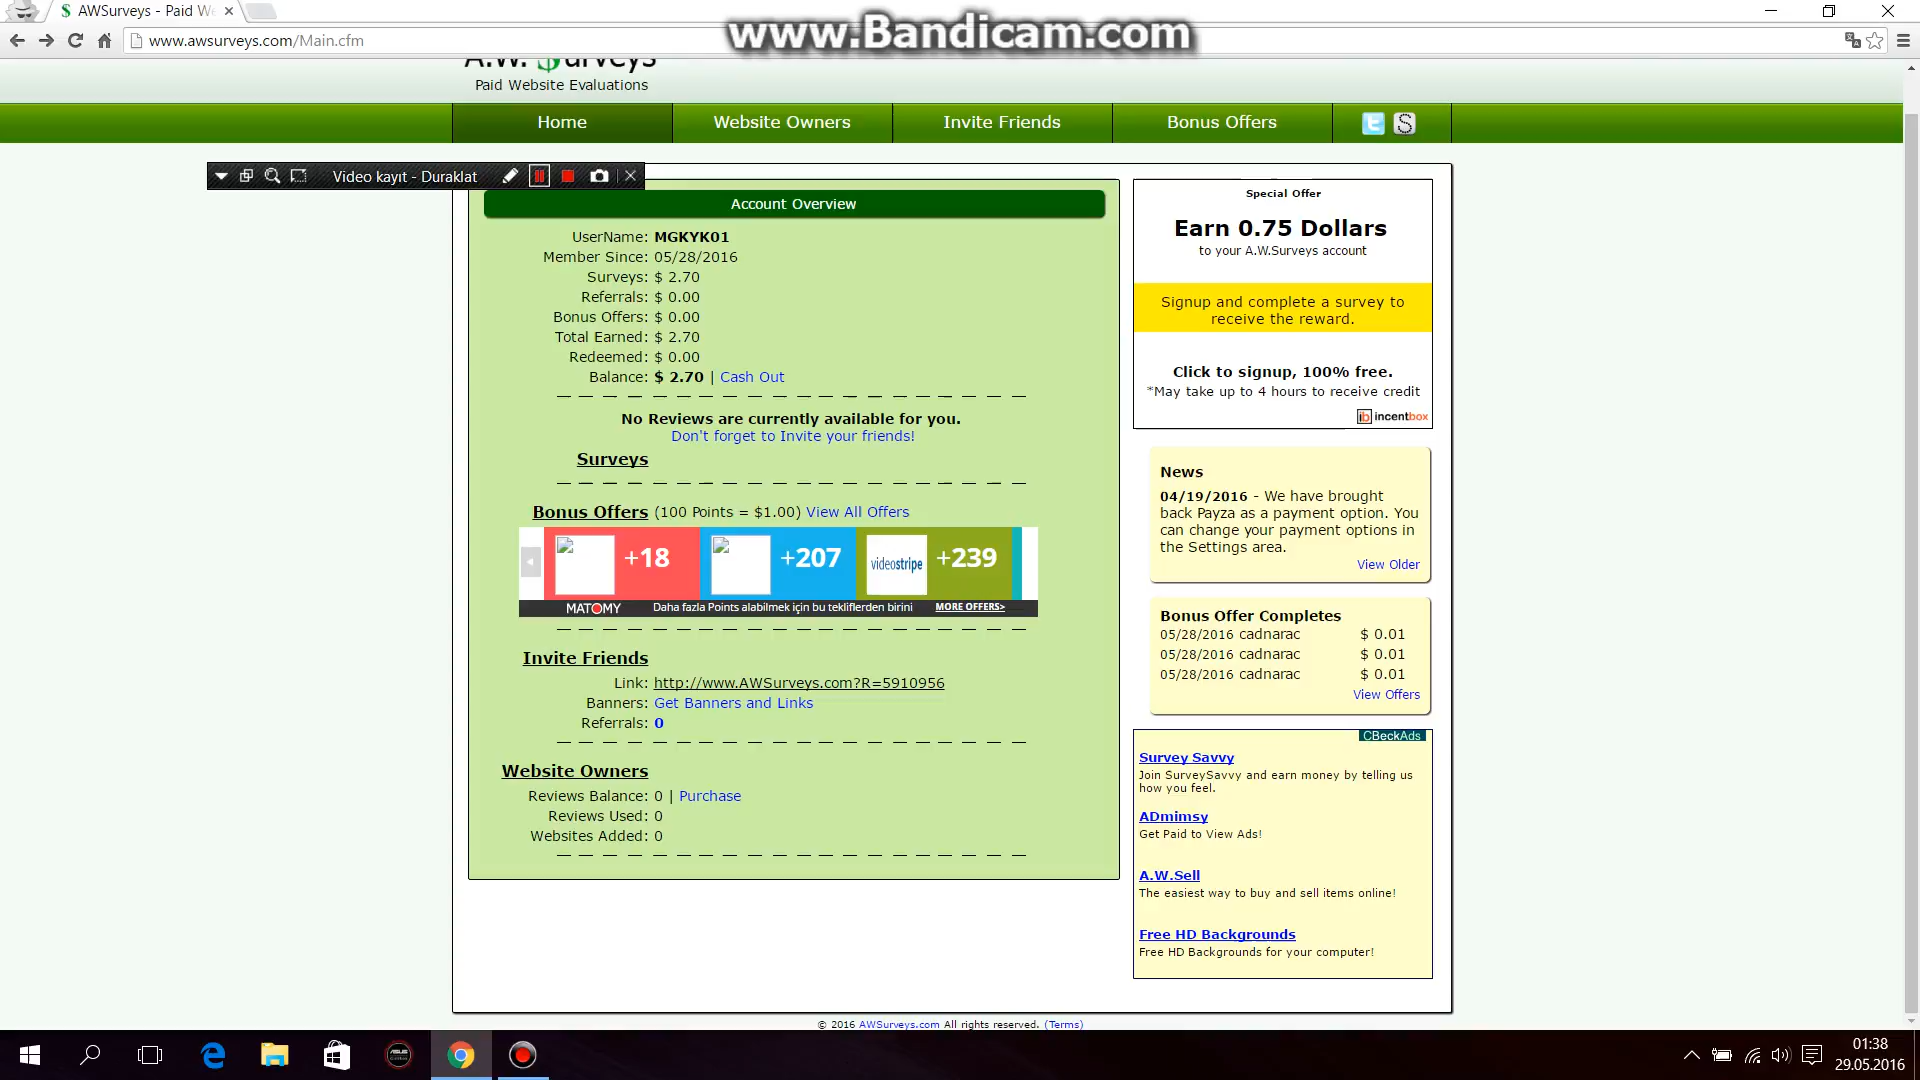 AWSurveys - Paid We
www.Bandicam.com
www.awsurveys.com/Main.cfm
A.W. $urveys
Paid Website Evaluations
Home
Website Owners
Invite Friends
Bonus Offers
Video kayıt - Duraklat
Account Overview
UserName: MGKYK01
Member Since: 05/28/2016
Surveys: $ 2.70
Referrals: $ 0.00
Bonus Offers: $ 0.00
Total Earned: $ 2.70
Redeemed: $ 0.00
Balance: $ 2.70 | Cash Out
No Reviews are currently available for you.
Don't forget to Invite your friends!
Surveys
Bonus Offers (100 Points = $1.00) View All Offers
+18
+207
videostripe +239
MATOMY Daha fazla Points alabilmek için bu tekliflerden birini MORE OFFERS>
Invite Friends
Link: http://www.AWSurveys.com?R=5910956
Banners: Get Banners and Links
Referrals: 0
Website Owners
Reviews Balance: 0 | Purchase
Reviews Used: 0
Websites Added: 0
Special Offer
Earn 0.75 Dollars
to your A.W.Surveys account
Signup and complete a survey to
receive the reward.
Click to signup, 100% free.
*May take up to 4 hours to receive credit
ib incentbox
News
04/19/2016 - We have brought
back Payza as a payment option. You
can change your payment options in
the Settings area.
View Older
Bonus Offer Completes
05/28/2016 cadnarac $ 0.01
05/28/2016 cadnarac $ 0.01
05/28/2016 cadnarac $ 0.01
View Offers
CBeckAds
Survey Savvy
Join SurveySavvy and earn money by telling us
how you feel.
ADmimsy
Get Paid to View Ads!
A.W.Sell
The easiest way to buy and sell items online!
Free HD Backgrounds
Free HD Backgrounds for your computer!
© 2016 AWSurveys.com All rights reserved. (Terms)
01:38
29.05.2016